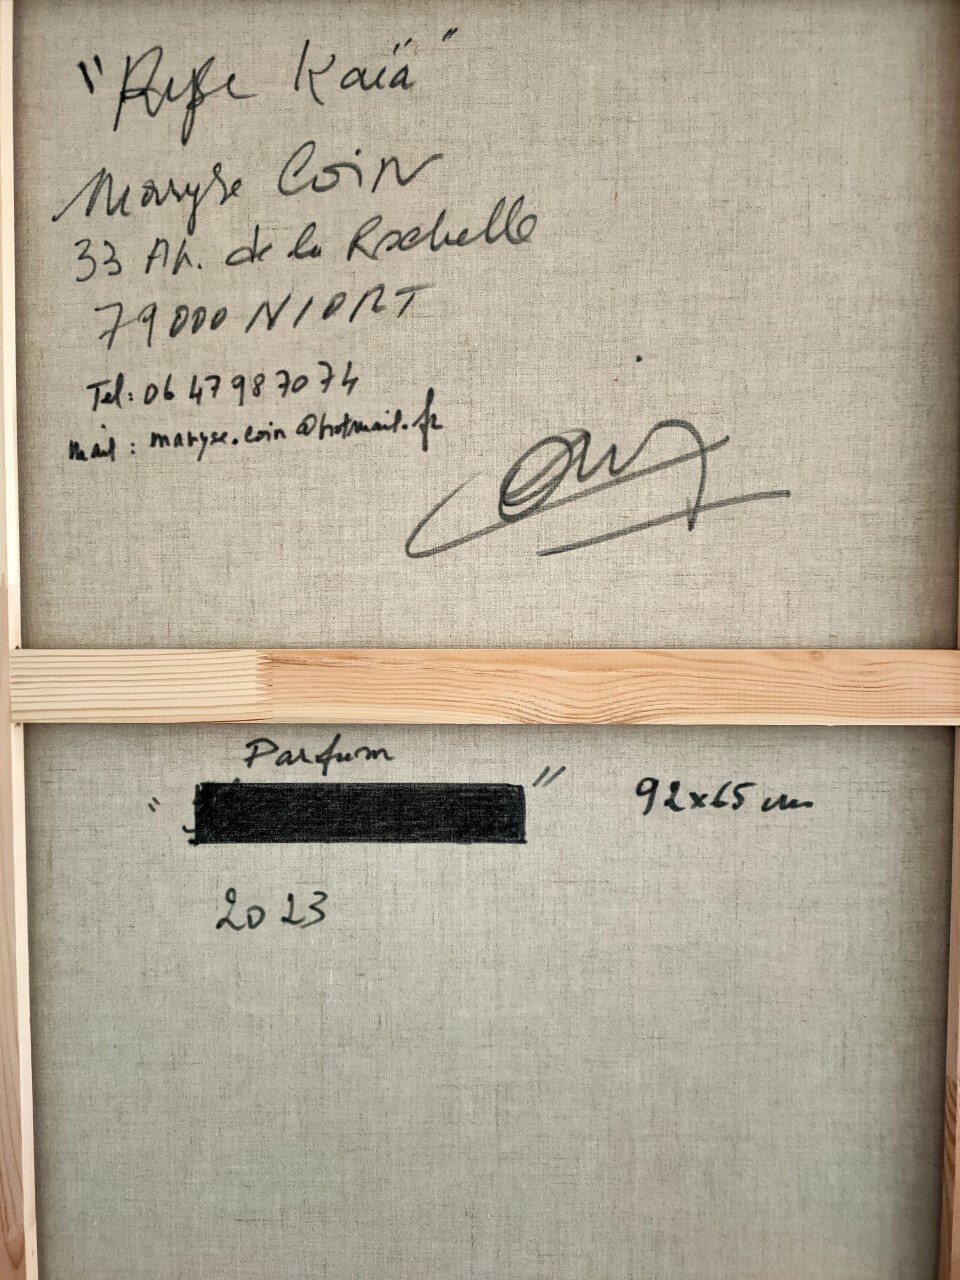 " Kaïa"
Maryse Coin
33 Av. de la Rochelle
79000 NIORT
Tel: 06 47 98 70 74
mail : maryse.coin@hotmail.fr
Coin
Parfum
" "
92x65 cm
2023